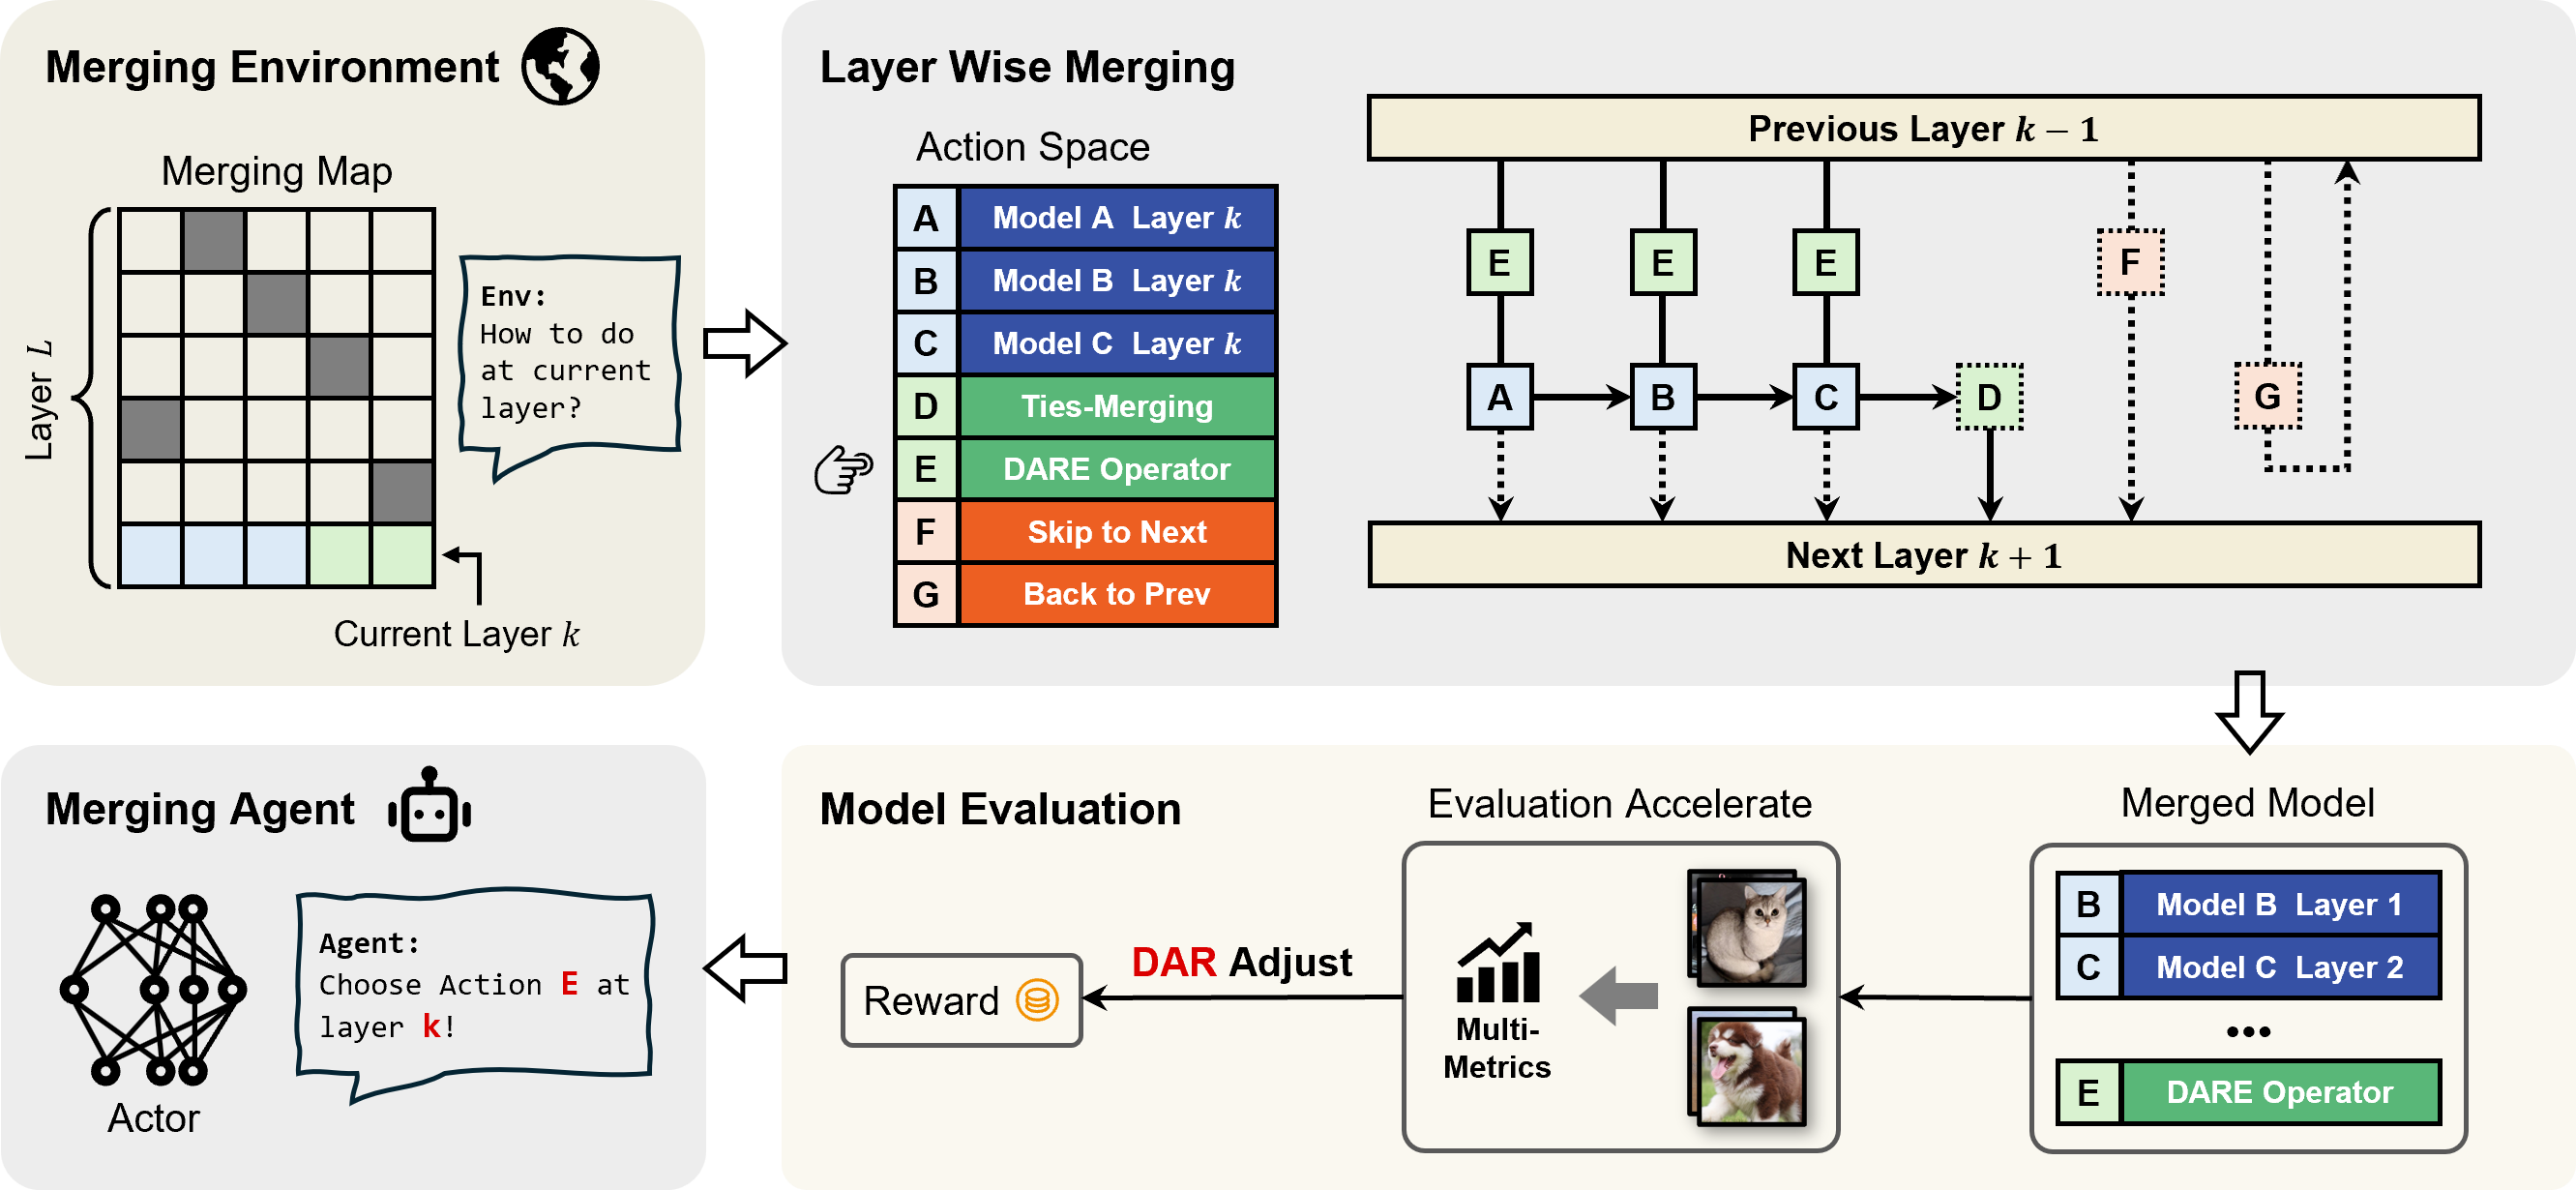 Merging Environment
Merging Map
Layer L
Env:
How to do
at current
layer?
Current Layer k
Layer Wise Merging
Action Space
A Model A Layer k
B Model B Layer k
C Model C Layer k
D Ties-Merging
E DARE Operator
F Skip to Next
G Back to Prev
Previous Layer k − 1
E E E F
A B C D G
Next Layer k + 1
Merging Agent
Agent:
Choose Action E at
layer k!
Actor
Model Evaluation
Reward
DAR Adjust
Evaluation Accelerate
Multi-
Metrics
Merged Model
B Model B Layer 1
C Model C Layer 2
•••
E DARE Operator